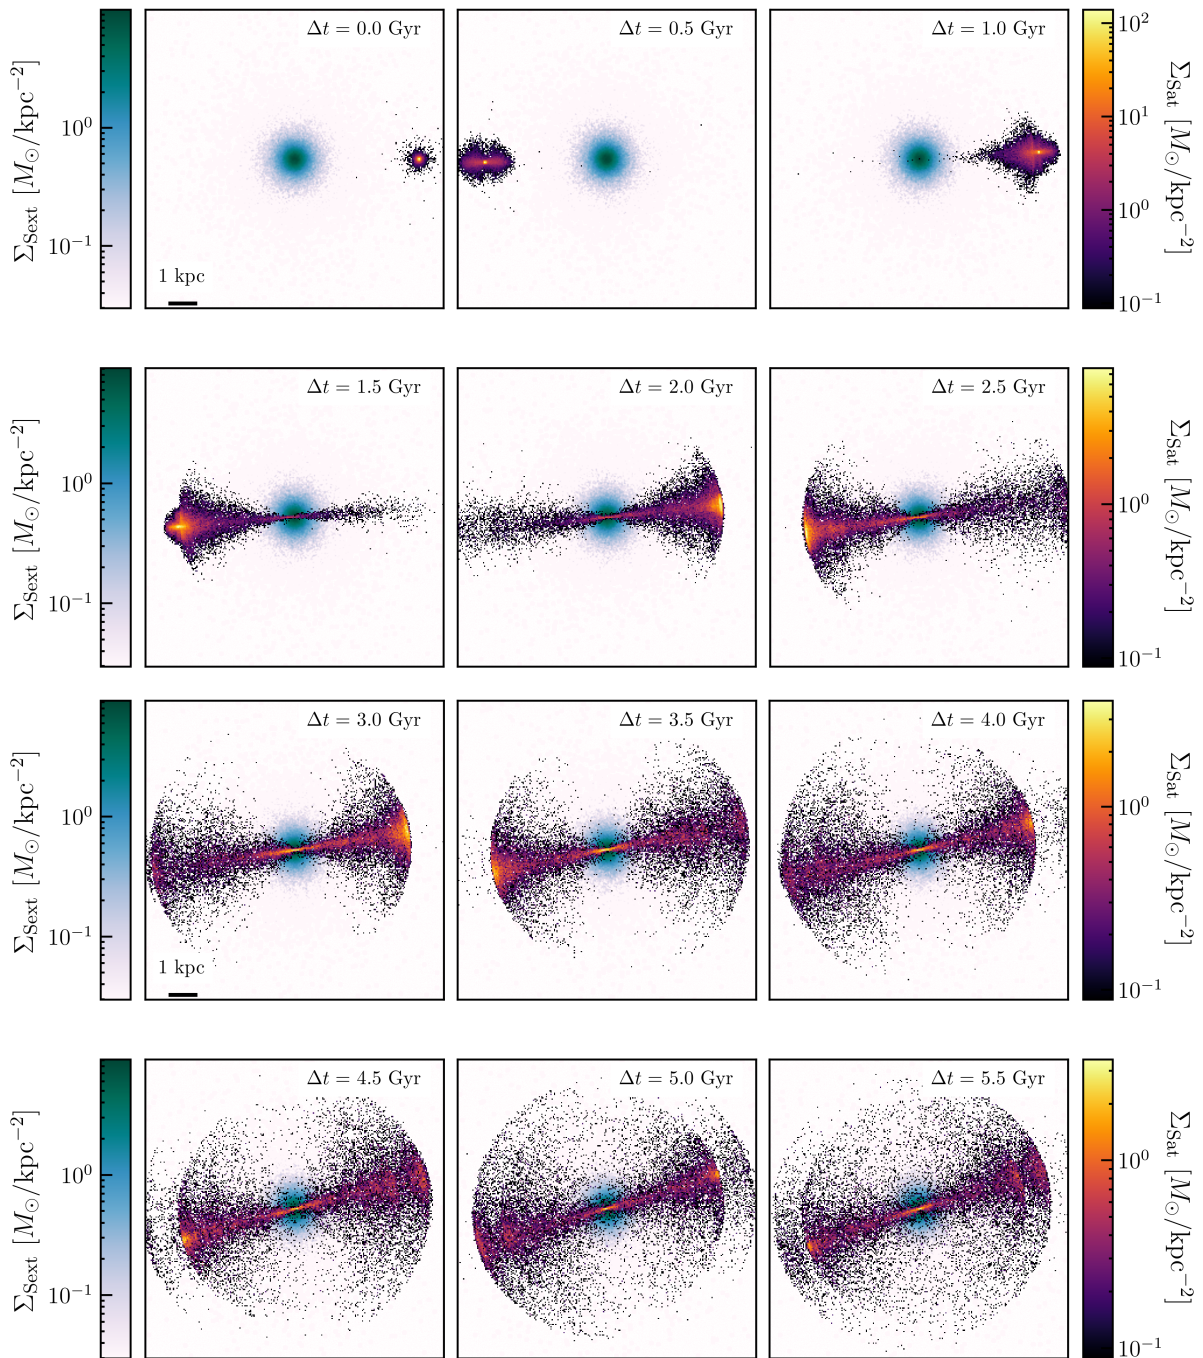 Σ_Sext [M_⊙/kpc^−2]
10^0
10^−1
Δt = 0.0 Gyr
1 kpc
Δt = 0.5 Gyr
Δt = 1.0 Gyr
10^2
10^1
10^0
10^−1
Σ_Sat [M_⊙/kpc^−2]
Σ_Sext [M_⊙/kpc^−2]
10^0
10^−1
Δt = 1.5 Gyr
Δt = 2.0 Gyr
Δt = 2.5 Gyr
10^0
10^−1
Σ_Sat [M_⊙/kpc^−2]
Σ_Sext [M_⊙/kpc^−2]
10^0
10^−1
Δt = 3.0 Gyr
1 kpc
Δt = 3.5 Gyr
Δt = 4.0 Gyr
10^0
10^−1
Σ_Sat [M_⊙/kpc^−2]
Σ_Sext [M_⊙/kpc^−2]
10^0
10^−1
Δt = 4.5 Gyr
Δt = 5.0 Gyr
Δt = 5.5 Gyr
10^0
10^−1
Σ_Sat [M_⊙/kpc^−2]